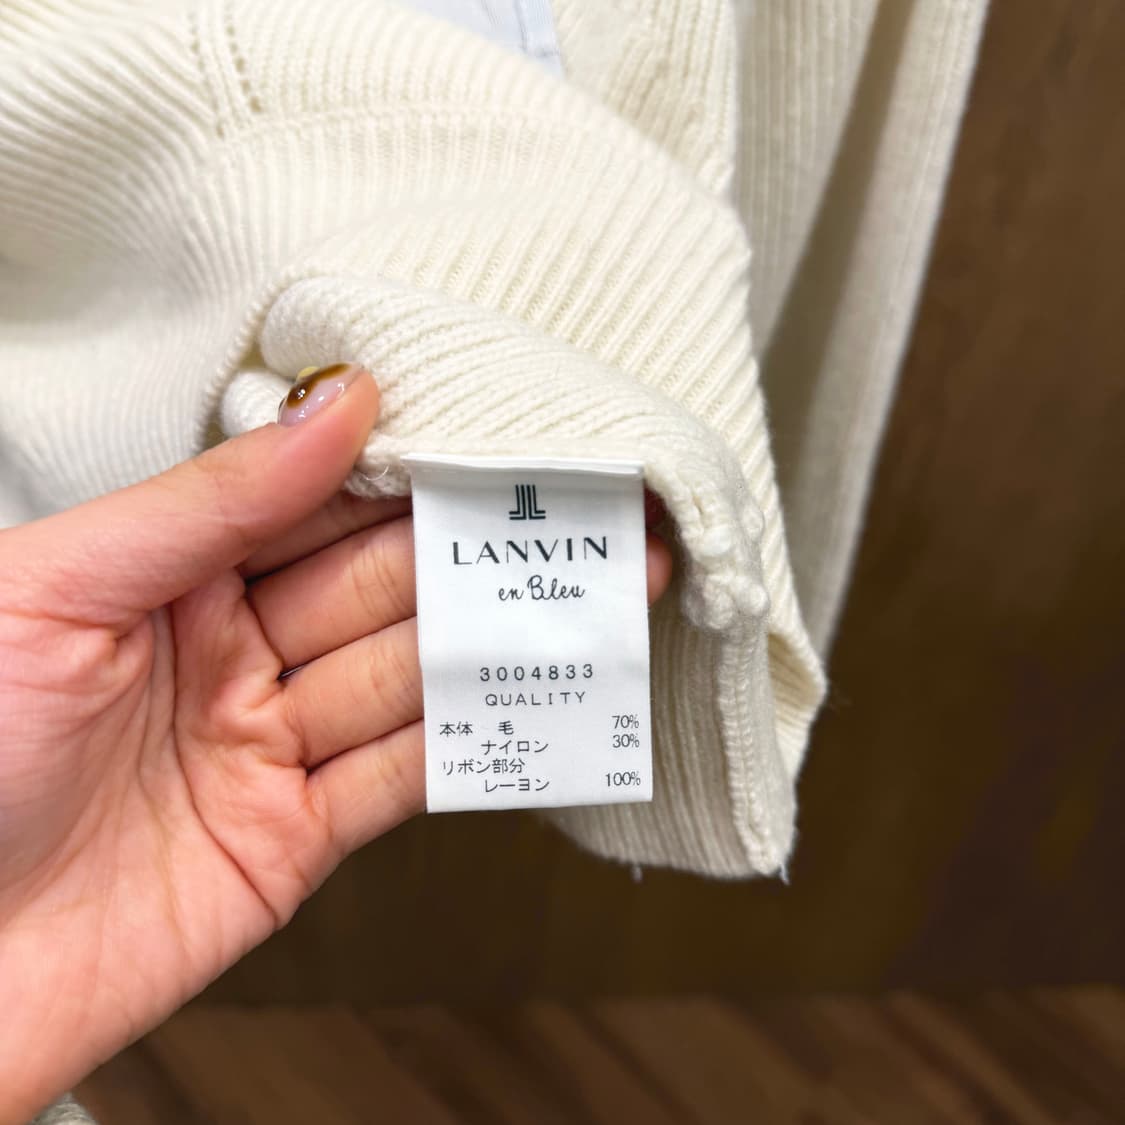 LANVIN
en Bleu
3004833
QUALITY
本体 毛 70%
ナイロン 30%
リボン部分
レーヨン 100%